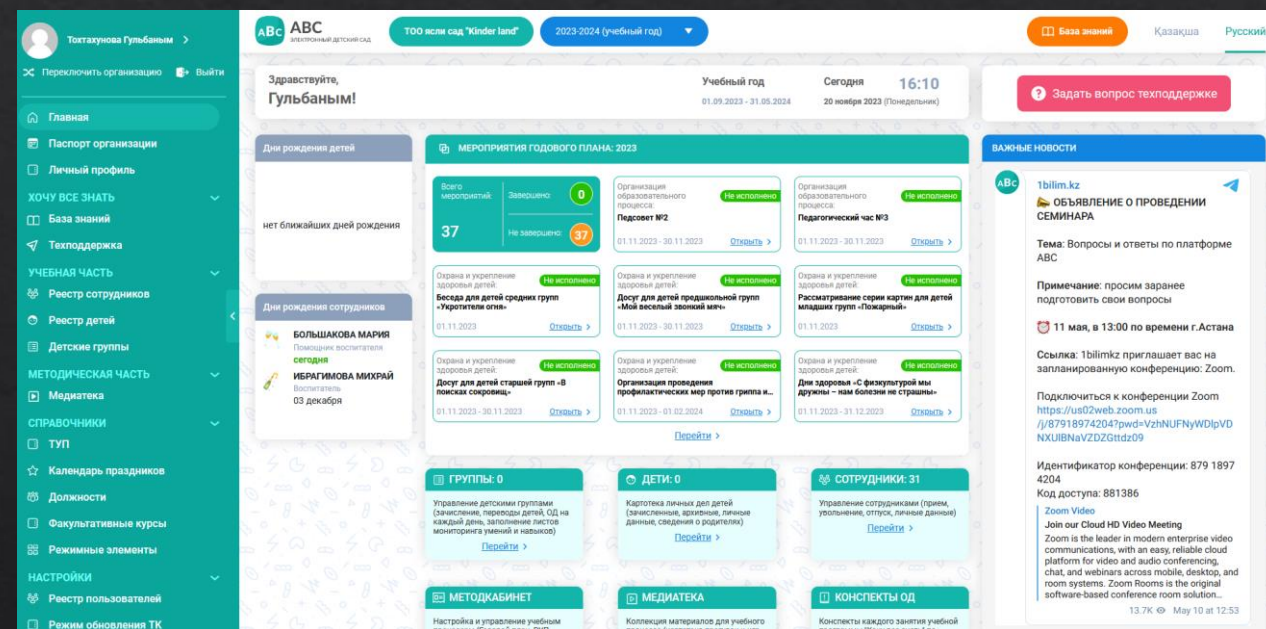 Токтахунова Гульбаным >
Переключить организацию Выйти
Главная
Паспорт организации
Личный профиль
ХОЧУ ВСЕ ЗНАТЬ
База знаний
Техподдержка
УЧЕБНАЯ ЧАСТЬ
Реестр сотрудников
Реестр детей
Детские группы
МЕТОДИЧЕСКАЯ ЧАСТЬ
Медиатека
СПРАВОЧНИКИ
ТУП
Календарь праздников
Должности
Факультативные курсы
Режимные элементы
НАСТРОЙКИ
Реестр пользователей
Режим обновления ТК
ABC
ABC
ЭЛЕКТРОННЫЙ ДЕТСКИЙ САД
ТОО ясли сад "Kinder land"
2023-2024 (учебный год)
База знаний
Қазақша
Русский
Здравствуйте,
Гульбаным!
Учебный год
01.09.2023 - 31.05.2024
Сегодня 16:10
20 ноября 2023 (Понедельник)
Задать вопрос техподдержке
Дни рождения детей
нет ближайших дней рождения
Дни рождения сотрудников
БОЛЬШАКОВА МАРИЯ
Помощник воспитателя
сегодня
ИБРАГИМОВА МИХРАЙ
Воспитатель
03 декабря
МЕРОПРИЯТИЯ ГОДОВОГО ПЛАНА: 2023
Всего
мероприятий:
37
Завершено: 0
Не завершено: 37
Организация
образовательного
процесса:
Не исполнено
Педсовет №2
01.11.2023 - 30.11.2023 Открыть >
Организация
образовательного
процесса:
Не исполнено
Педагогический час №3
01.11.2023 - 30.11.2023 Открыть >
Охрана и укрепление
здоровья детей:
Не исполнено
Беседа для детей средних групп
«Укротители огня»
01.11.2023 Открыть >
Охрана и укрепление
здоровья детей:
Не исполнено
Досуг для детей предшкольной групп
«Мой веселый звонкий мяч»
01.11.2023 - 30.11.2023 Открыть >
Охрана и укрепление
здоровья детей:
Не исполнено
Рассматривание серии картин для детей
младших групп «Пожарный»
01.11.2023 Открыть >
Охрана и укрепление
здоровья детей:
Не исполнено
Досуг для детей старшей групп «В
поисках сокровищ»
01.11.2023 - 30.11.2023 Открыть >
Охрана и укрепление
здоровья детей:
Не исполнено
Организация проведения
профилактических мер против гриппа и...
01.11.2023 - 01.02.2024 Открыть >
Охрана и укрепление
здоровья детей:
Не исполнено
Дни здоровья «С физкультурой мы
дружны – нам болезни не страшны»
01.11.2023 - 31.12.2023 Открыть >
Перейти >
ГРУППЫ: 0
Управление детскими группами
(зачисление, переводы детей, ОД на
каждый день, заполнение листов
мониторинга умений и навыков)
Перейти >
ДЕТИ: 0
Картотека личных дел детей
(зачисленные, архивные, личные
данные, сведения о родителях)
Перейти >
СОТРУДНИКИ: 31
Управление сотрудниками (прием,
увольнение, отпуск, личные данные)
Перейти >
МЕТОДКАБИНЕТ
Настройка и управление учебным
МЕДИАТЕКА
Коллекция материалов для учебного
КОНСПЕКТЫ ОД
Конспекты каждого занятия учебной
ВАЖНЫЕ НОВОСТИ
ABC
1bilim.kz
ОБЪЯВЛЕНИЕ О ПРОВЕДЕНИИ
СЕМИНАРА
Тема: Вопросы и ответы по платформе
ABC
Примечание: просим заранее
подготовить свои вопросы
11 мая, в 13:00 по времени г.Астана
Ссылка: 1bilimkz приглашает вас на
запланированную конференцию: Zoom.
Подключиться к конференции Zoom
https://us02web.zoom.us
/j/87918974204?pwd=VzhNUFNyWDlpVD
NXUlBNaVZDZGttdz09
Идентификатор конференции: 879 1897
4204
Код доступа: 881386
Zoom Video
Join our Cloud HD Video Meeting
Zoom is the leader in modern enterprise video
communications, with an easy, reliable cloud
platform for video and audio conferencing,
chat, and webinars across mobile, desktop, and
room systems. Zoom Rooms is the original
software-based conference room solution...
13.7K May 10 at 12:53